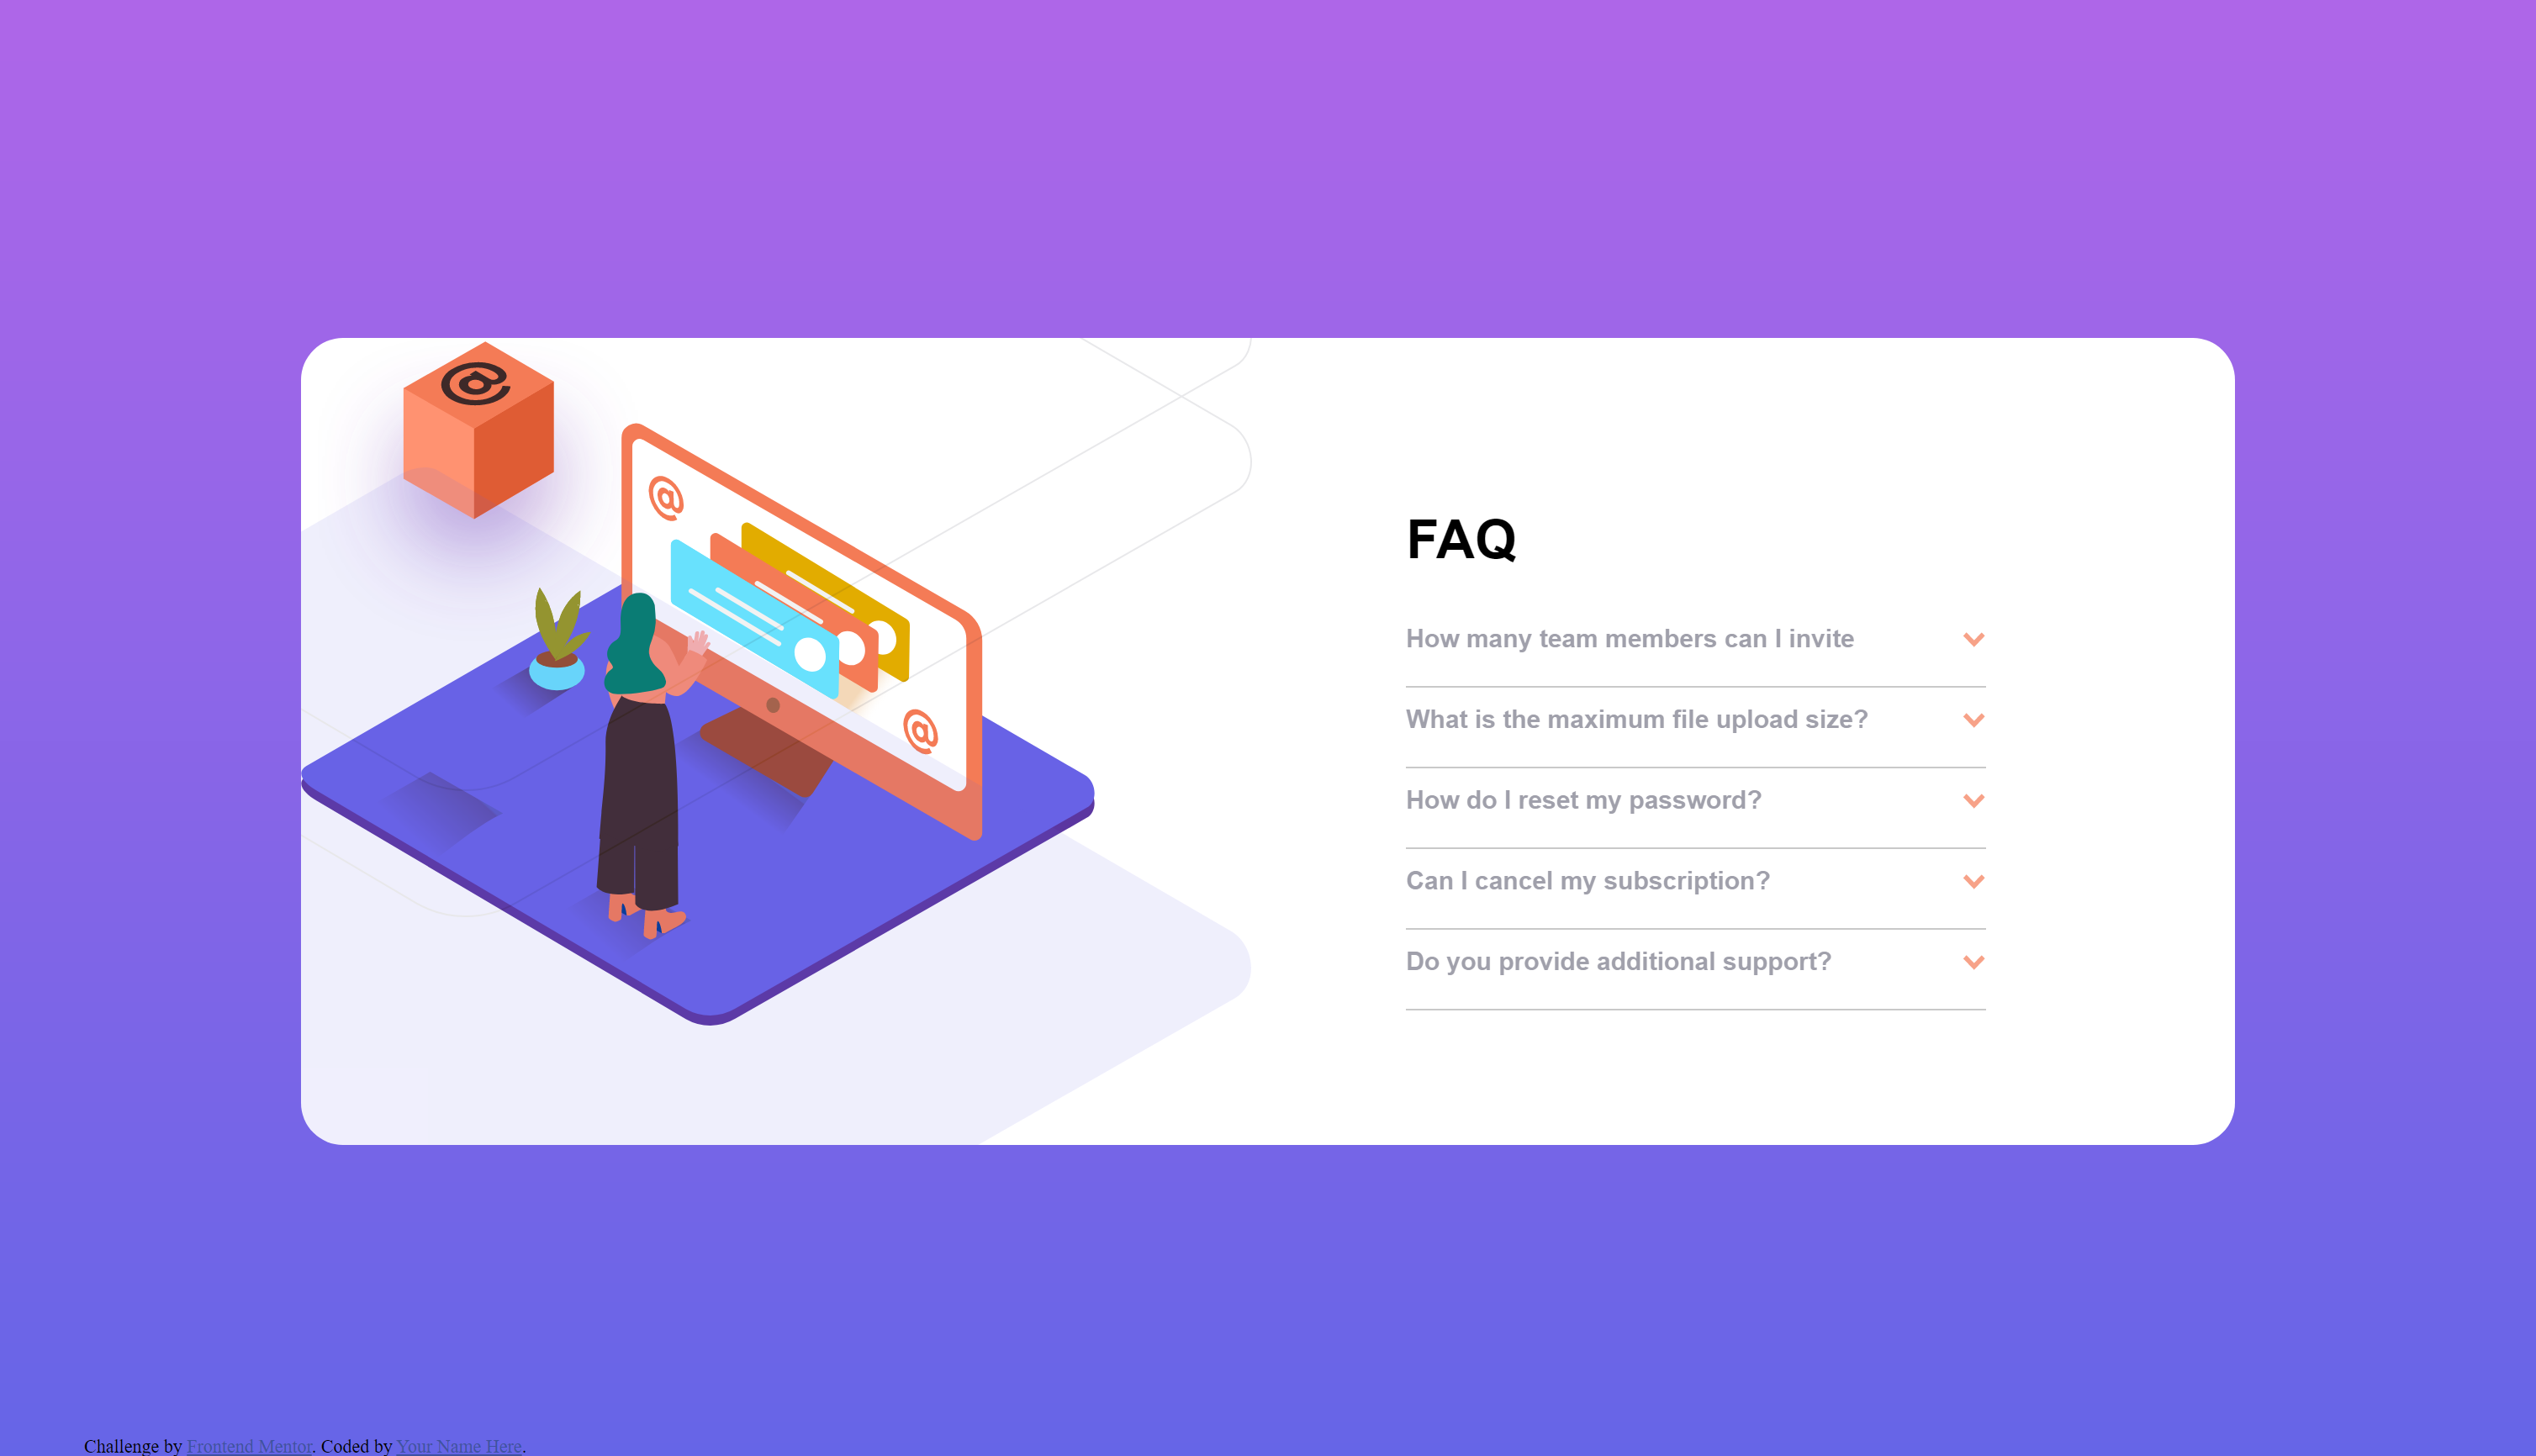 @
@
@
FAQ
How many team members can I invite
What is the maximum file upload size?
How do I reset my password?
Can I cancel my subscription?
Do you provide additional support?
Challenge by Frontend Mentor. Coded by Your Name Here.